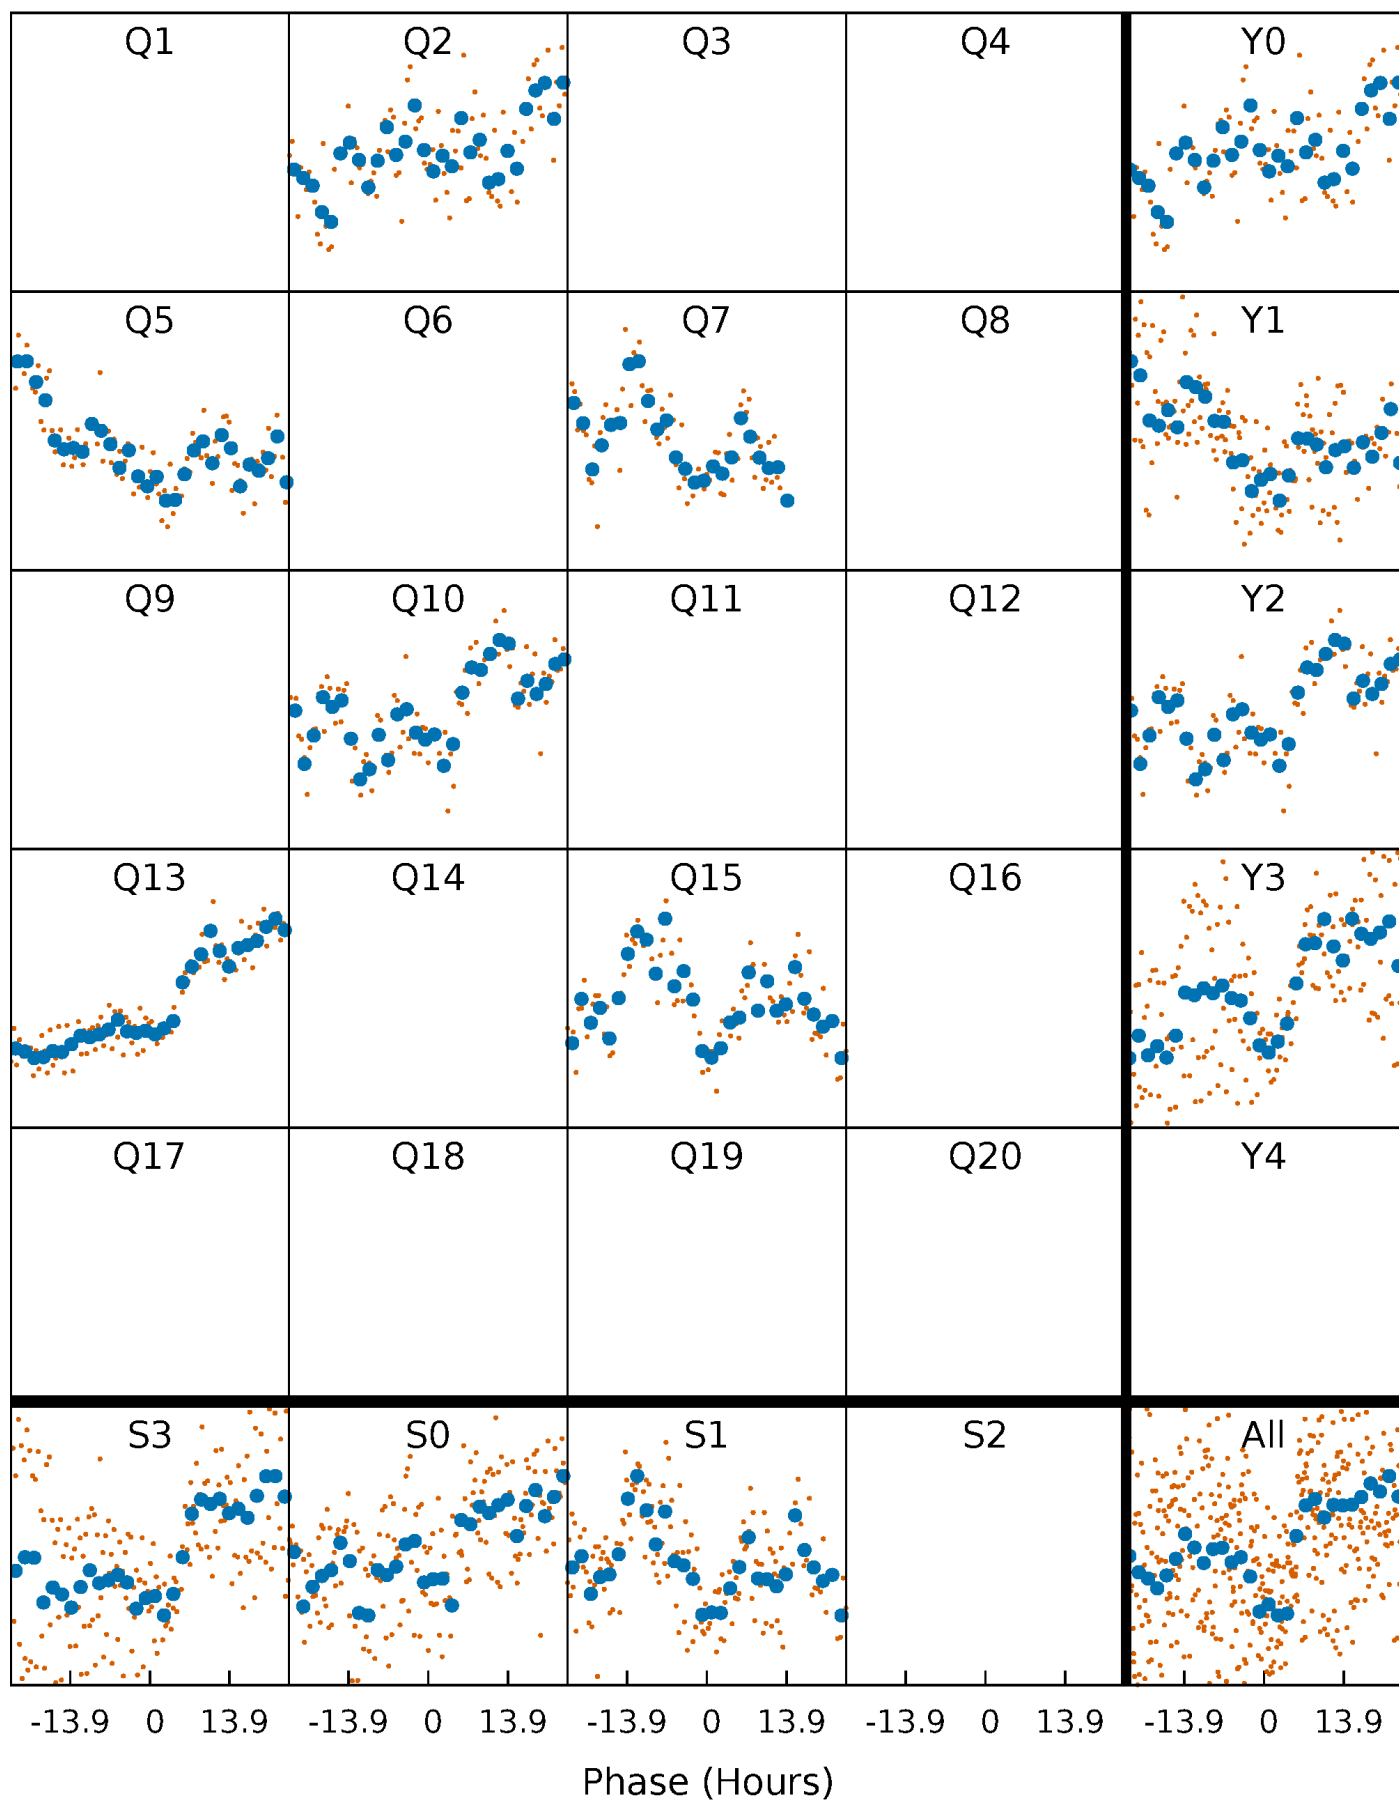 Q1 Q2 Q3 Q4 Y0
Q5 Q6 Q7 Q8 Y1
Q9 Q10 Q11 Q12 Y2
Q13 Q14 Q15 Q16 Y3
Q17 Q18 Q19 Q20 Y4
S3 S0 S1 S2 All
-13.9 0 13.9 -13.9 0 13.9 -13.9 0 13.9 -13.9 0 13.9 -13.9 0 13.9
Phase (Hours)